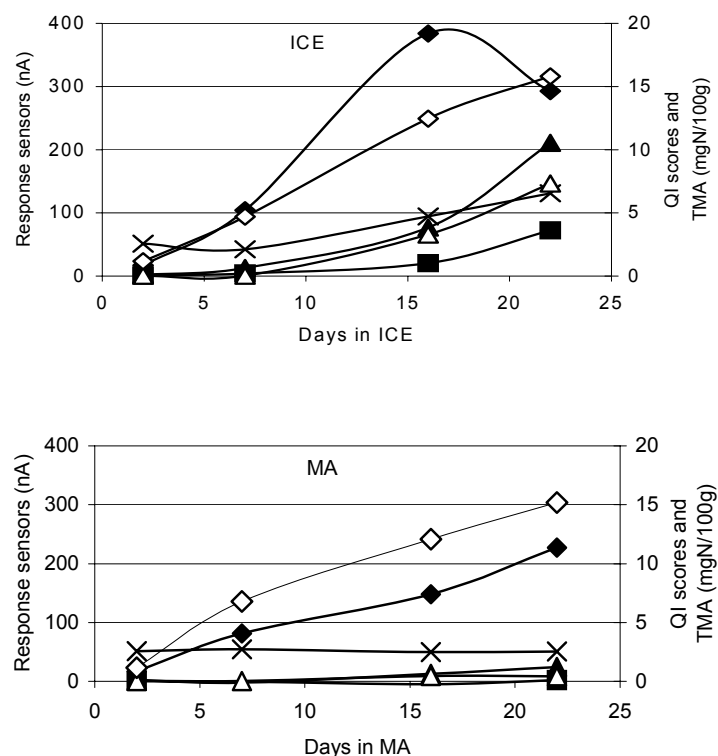 ICE
400
300
200
100
0
Response sensors (nA)
20
15
10
5
0
QI scores and
TMA (mgN/100g)
0 5 10 15 20 25
Days in ICE
MA
400
300
200
100
0
Response sensors (nA)
20
15
10
5
0
QI scores and
TMA (mgN/100g)
0 5 10 15 20 25
Days in MA